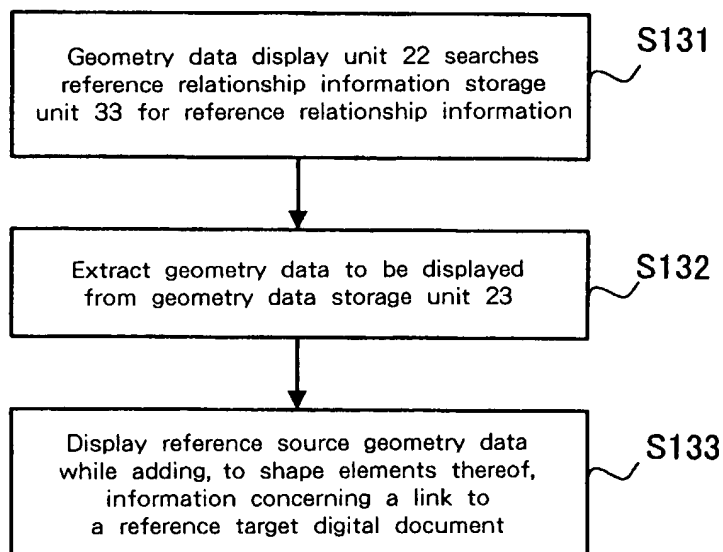 Geometry data display unit 22 searches
reference relationship information storage
unit 33 for reference relationship information
S131
Extract geometry data to be displayed
from geometry data storage unit 23
S132
Display reference source geometry data
while adding, to shape elements thereof,
information concerning a link to
a reference target digital document
S133